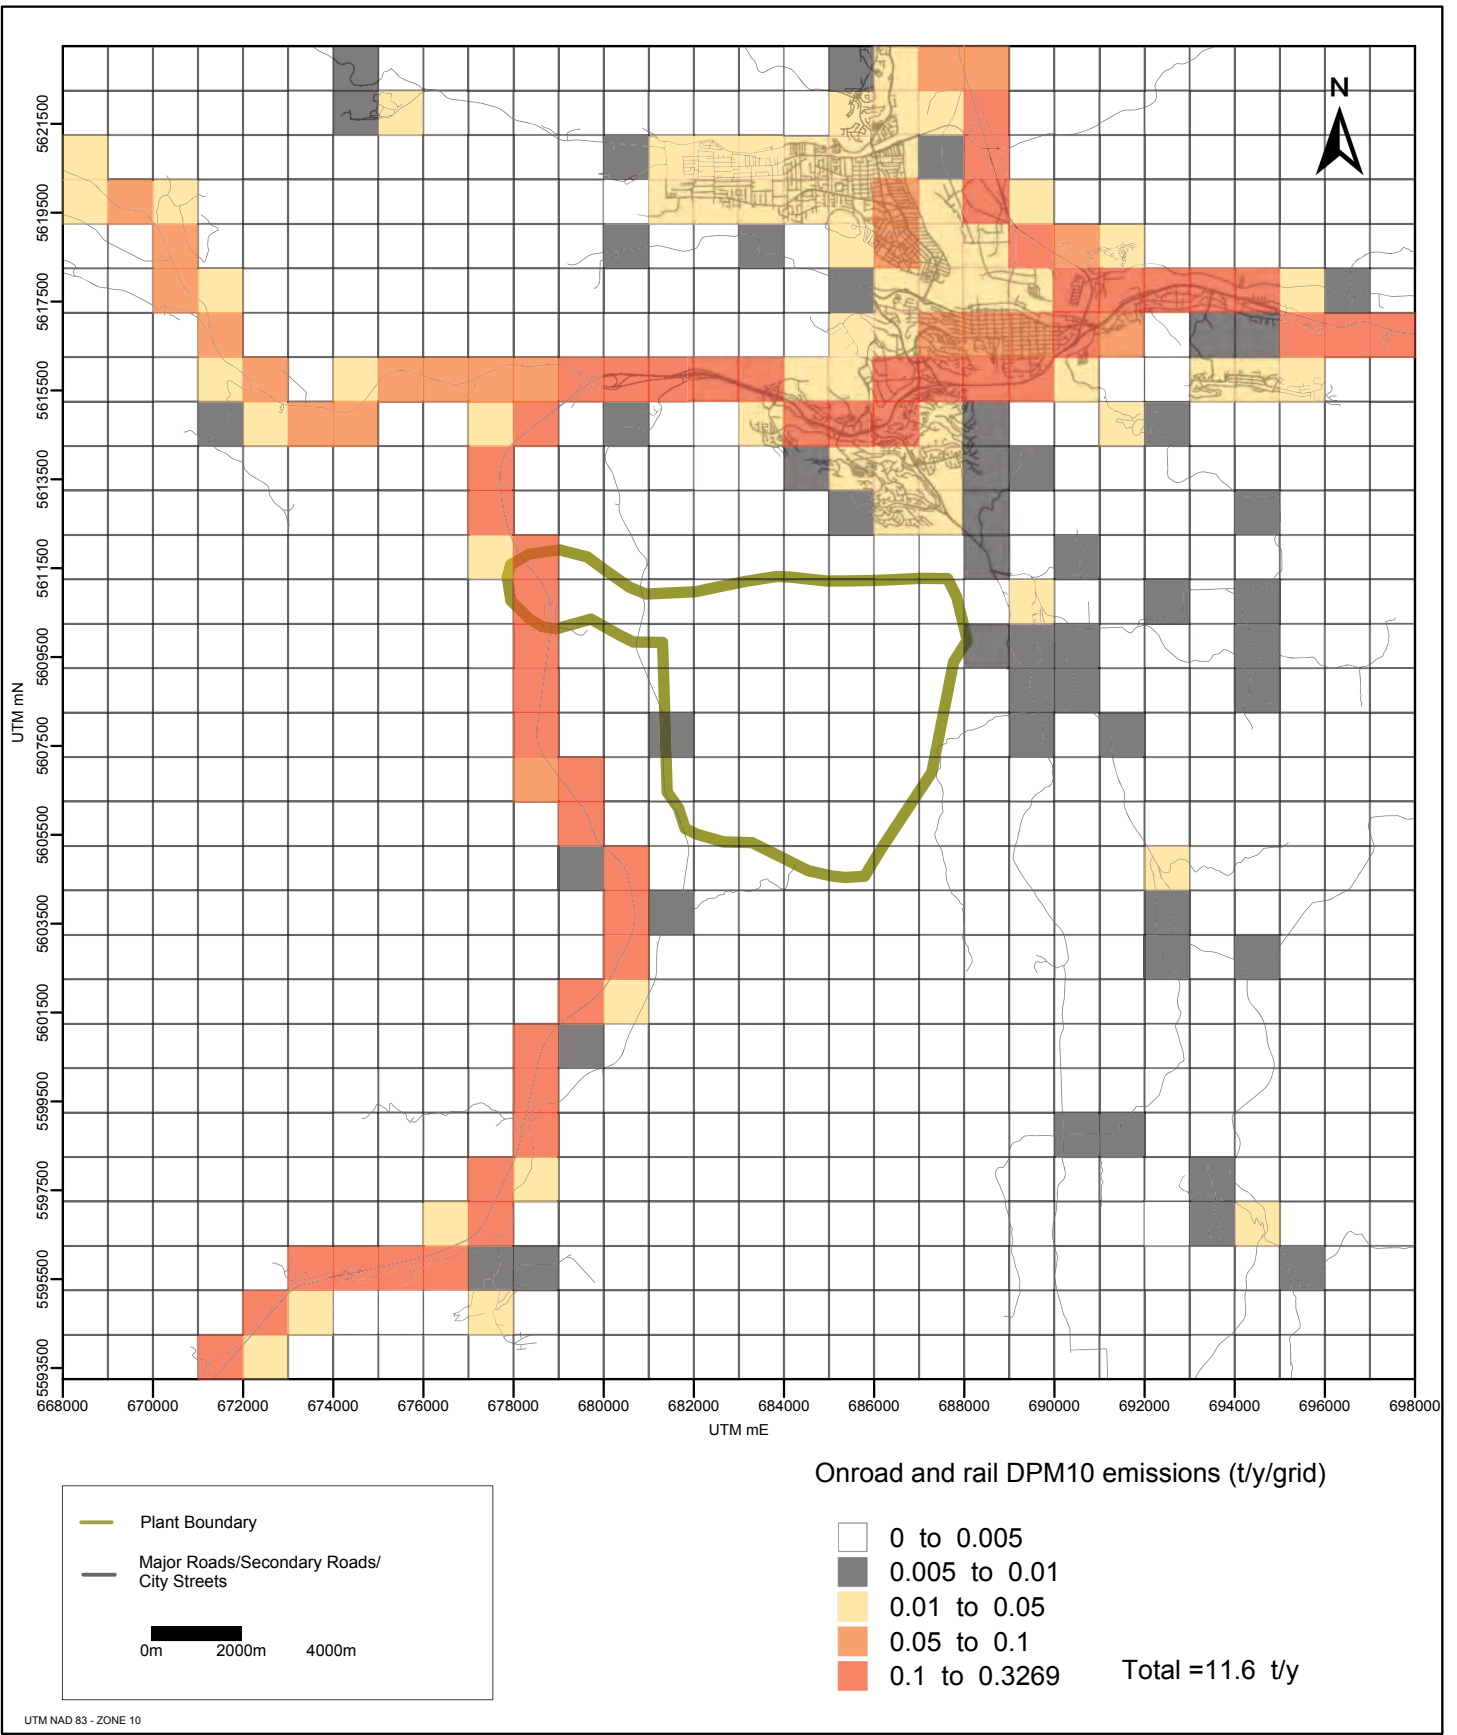 N
5621500
5619500
5617500
5615500
5613500
5611500
5609500
5607500
5605500
5603500
5601500
5599500
5597500
5595500
5593500
UTM mN
668000 670000 672000 674000 676000 678000 680000 682000 684000 686000 688000 690000 692000 694000 696000 698000
UTM mE
Onroad and rail DPM10 emissions (t/y/grid)
0 to 0.005
0.005 to 0.01
0.01 to 0.05
0.05 to 0.1
0.1 to 0.3269
Total =11.6 t/y
Plant Boundary
Major Roads/Secondary Roads/
City Streets
0m 2000m 4000m
UTM NAD 83 - ZONE 10